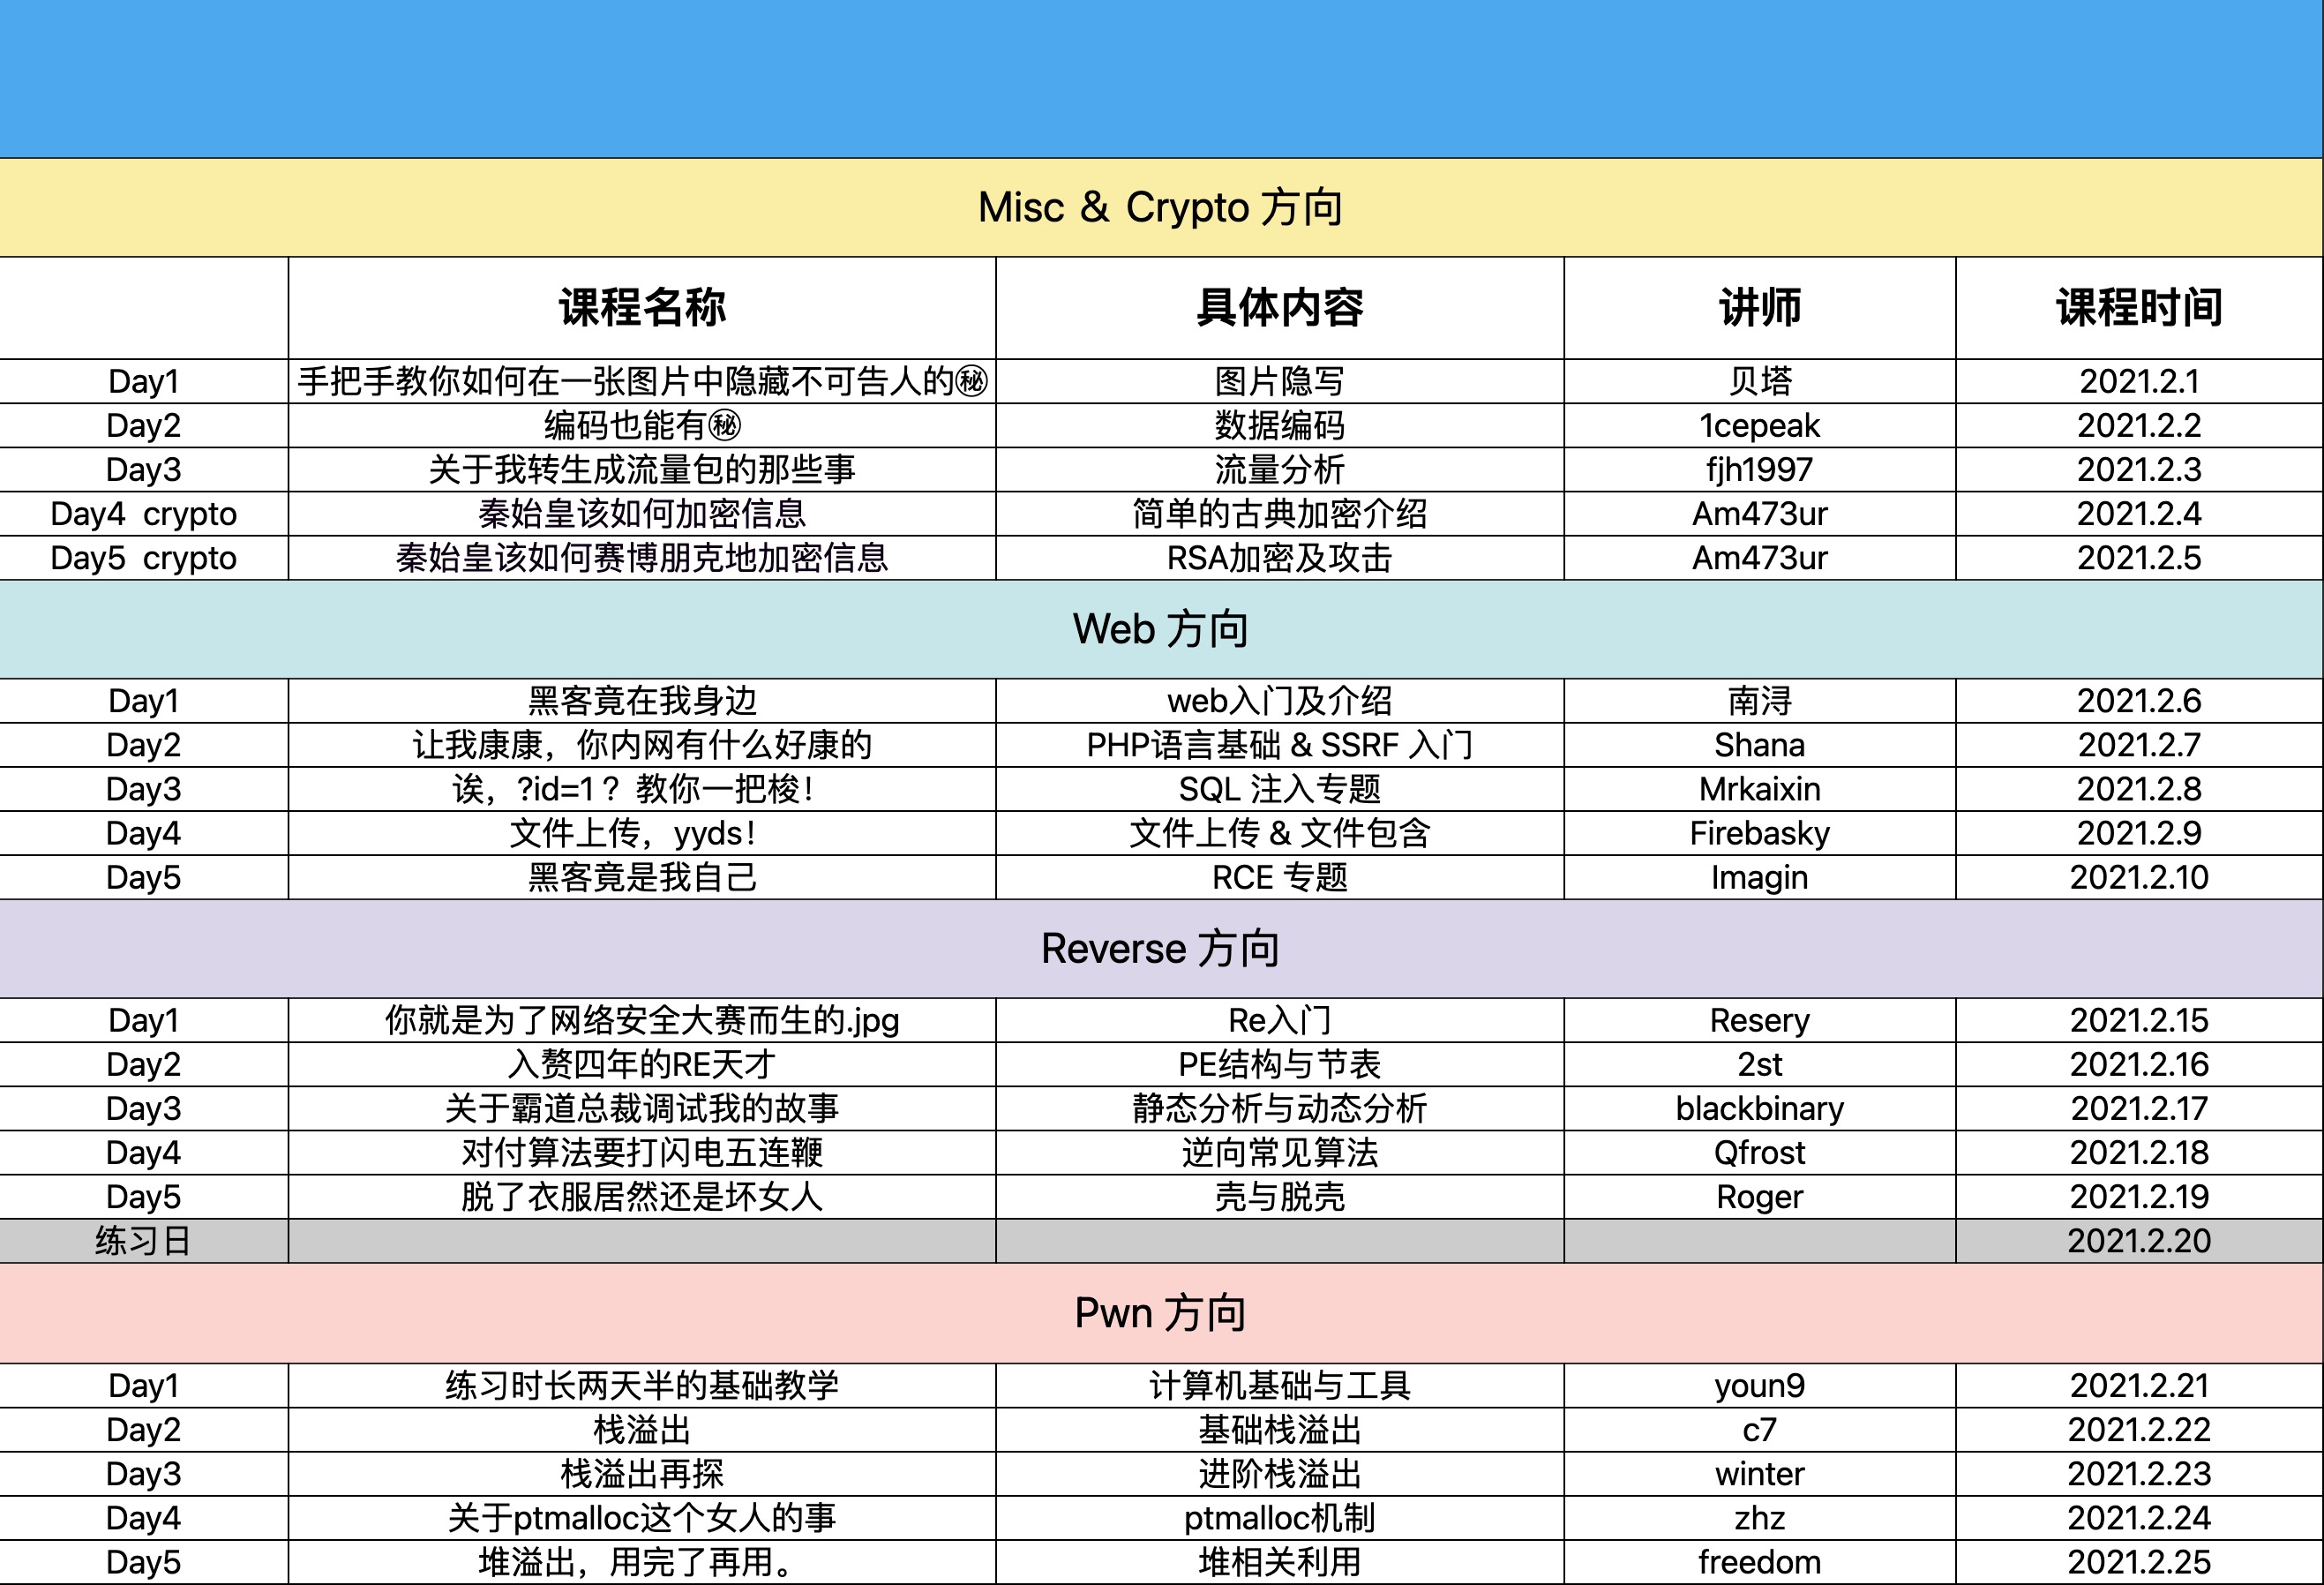 Misc & Crypto 方向
课程名称 具体内容 讲师 课程时间
Day1 手把手教你如何在一张图片中隐藏不可告人的㊙ 图片隐写 贝塔 2021.2.1
Day2 编码也能有㊙ 数据编码 1cepeak 2021.2.2
Day3 关于我转生成流量包的那些事 流量分析 fjh1997 2021.2.3
Day4 crypto 秦始皇该如何加密信息 简单的古典加密介绍 Am473ur 2021.2.4
Day5 crypto 秦始皇该如何赛博朋克地加密信息 RSA加密及攻击 Am473ur 2021.2.5
Web 方向
Day1 黑客竟在我身边 web入门及介绍 南浔 2021.2.6
Day2 让我康康，你内网有什么好康的 PHP语言基础 & SSRF 入门 Shana 2021.2.7
Day3 诶，?id=1？教你一把梭！ SQL 注入专题 Mrkaixin 2021.2.8
Day4 文件上传，yyds！ 文件上传 & 文件包含 Firebasky 2021.2.9
Day5 黑客竟是我自己 RCE 专题 Imagin 2021.2.10
Reverse 方向
Day1 你就是为了网络安全大赛而生的.jpg Re入门 Resery 2021.2.15
Day2 入赘四年的RE天才 PE结构与节表 2st 2021.2.16
Day3 关于霸道总裁调试我的故事 静态分析与动态分析 blackbinary 2021.2.17
Day4 对付算法要打闪电五连鞭 逆向常见算法 Qfrost 2021.2.18
Day5 脱了衣服居然还是坏女人 壳与脱壳 Roger 2021.2.19
练习日 2021.2.20
Pwn 方向
Day1 练习时长两天半的基础教学 计算机基础与工具 youn9 2021.2.21
Day2 栈溢出 基础栈溢出 c7 2021.2.22
Day3 栈溢出再探 进阶栈溢出 winter 2021.2.23
Day4 关于ptmalloc这个女人的事 ptmalloc机制 zhz 2021.2.24
Day5 堆溢出，用完了再用。 堆相关利用 freedom 2021.2.25